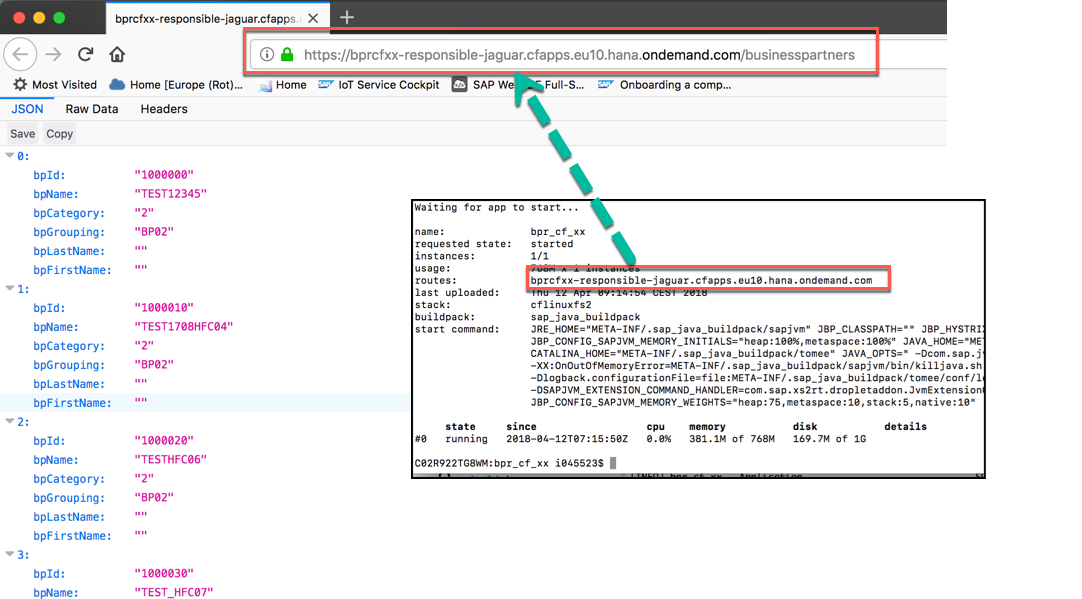 bprcfxx-responsible-jaguar.cfapps.
https://bprcfxx-responsible-jaguar.cfapps.eu10.hana.ondemand.com/businesspartners
Most Visited Home [Europe (Rot)... Home IoT Service Cockpit SAP We Full-S... Onboarding a comp...
JSON Raw Data Headers
Save Copy
0:
bpId: "1000000"
bpName: "TEST12345"
bpCategory: "2"
bpGrouping: "BP02"
bpLastName: ""
bpFirstName: ""
1:
bpId: "1000010"
bpName: "TEST1708HFC04"
bpCategory: "2"
bpGrouping: "BP02"
bpLastName: ""
bpFirstName: ""
2:
bpId: "1000020"
bpName: "TESTHFC06"
bpCategory: "2"
bpGrouping: "BP02"
bpLastName: ""
bpFirstName: ""
3:
bpId: "1000030"
bpName: "TEST_HFC07"
Waiting for app to start...
name: bpr_cf_xx
requested state: started
instances: 1/1
usage: 768M x 1 instances
routes: bprcfxx-responsible-jaguar.cfapps.eu10.hana.ondemand.com
last uploaded: Thu 12 Apr 09:14:54 CEST 2018
stack: cflinuxfs2
buildpack: sap_java_buildpack
start command: JRE_HOME="META-INF/.sap_java_buildpack/sapjvm" JBP_CLASSPATH="" JBP_HYSTRI
JBP_CONFIG_SAPJVM_MEMORY_INITIALS="heap:100%,metaspace:100%" JAVA_HOME="MET
CATALINA_HOME="META-INF/.sap_java_buildpack/tomee" JAVA_OPTS=" -Dcom.sap.j
-XX:OnOutOfMemoryError=META-INF/.sap_java_buildpack/sapjvm/bin/killjava.sh
-Dlogback.configurationFile=file:META-INF/.sap_java_buildpack/tomee/conf/lo
-DSAPJVM_EXTENSION_COMMAND_HANDLER=com.sap.xs2rt.dropletaddon.JvmExtension
JBP_CONFIG_SAPJVM_MEMORY_WEIGHTS="heap:75,metaspace:10,stack:5,native:10"
state since cpu memory disk details
#0 running 2018-04-12T07:15:50Z 0.0% 381.1M of 768M 169.7M of 1G
C02R922TG8WM:bpr_cf_xx i045523$